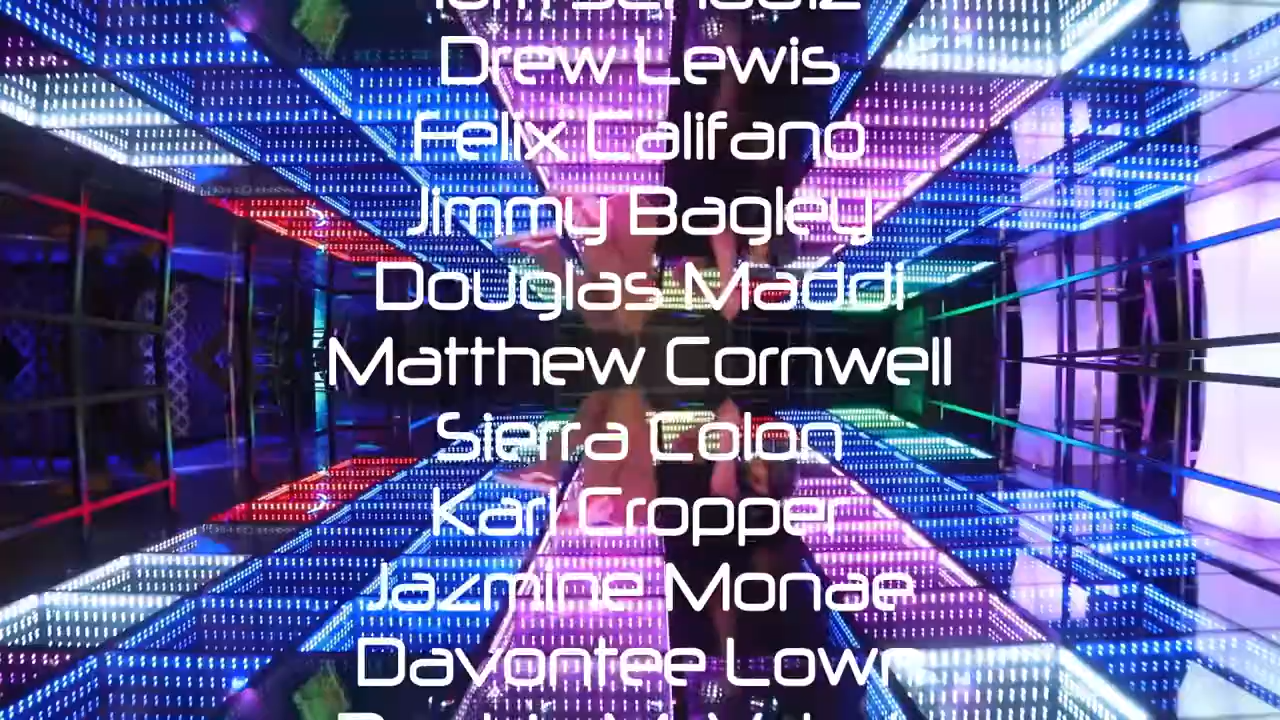 Drew Lewis
Felix Califano
Jimmy Bagley
Douglas Maddi
Matthew Cornwell
Sierra Colon
Karl Cropper
Jazmine Monae
Davontee Lown